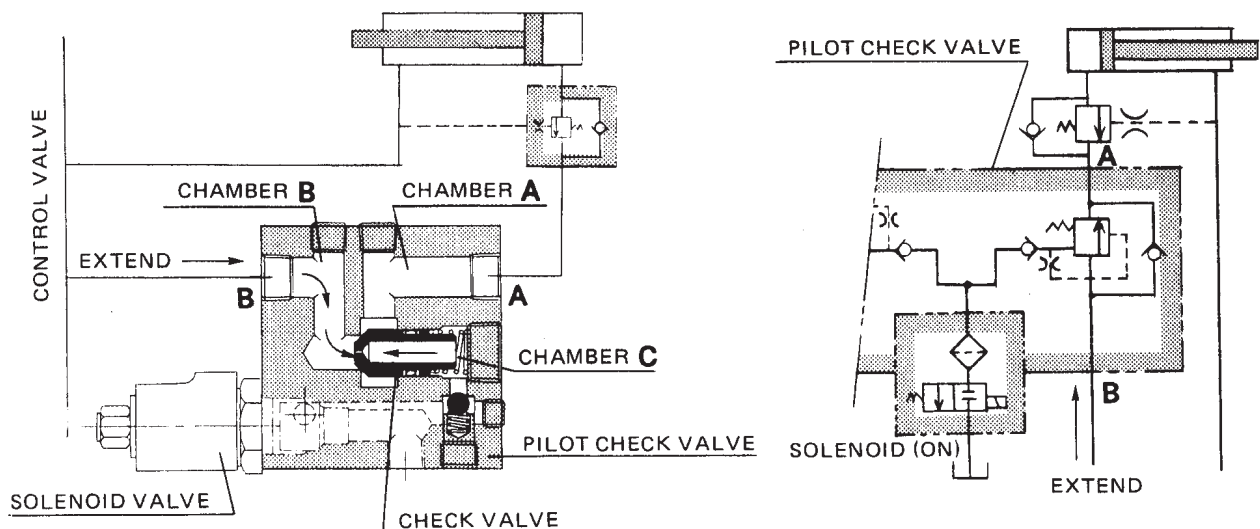 CONTROL VALVE
CHAMBER B
CHAMBER A
EXTEND
B
A
CHAMBER C
PILOT CHECK VALVE
SOLENOID VALVE
CHECK VALVE
PILOT CHECK VALVE
A
B
SOLENOID (ON)
EXTEND